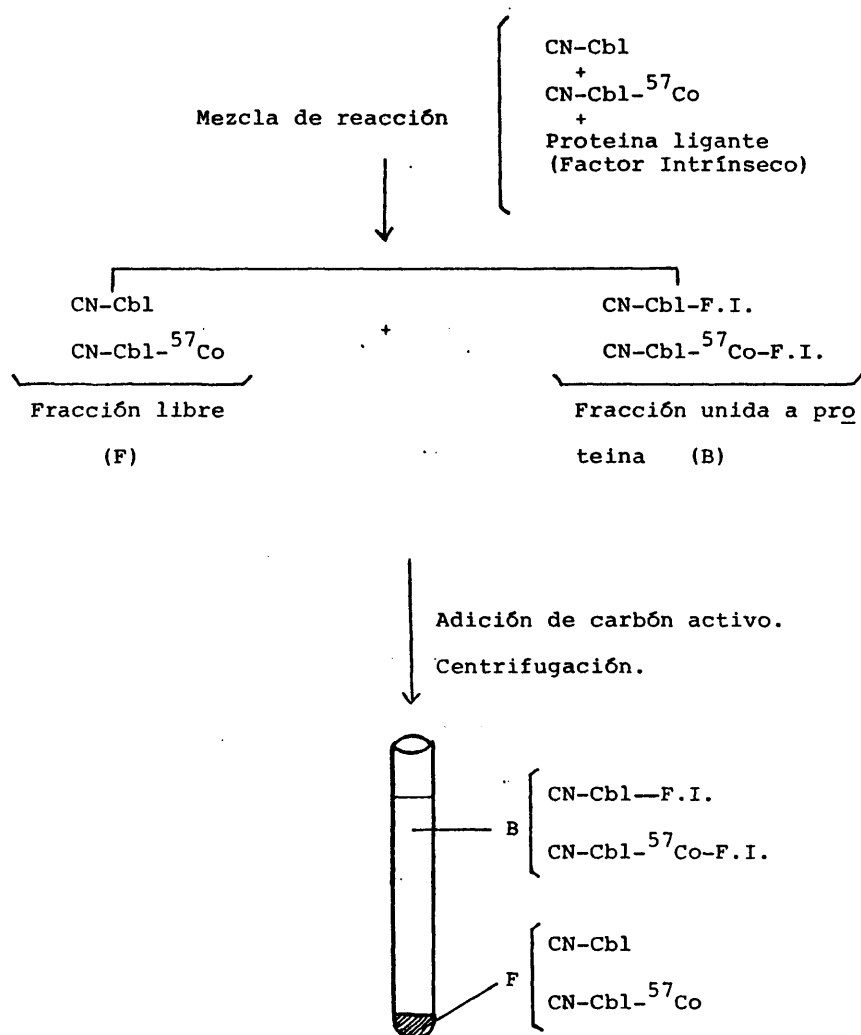 CN-Cbl
+
CN-Cbl-⁵⁷Co
+
Mezcla de reacción
Proteina ligante
(Factor Intrínseco)
CN-Cbl
CN-Cbl-⁵⁷Co
+
CN-Cbl-F.I.
CN-Cbl-⁵⁷Co-F.I.
Fracción libre
(F)
Fracción unida a pro
teina (B)
Adición de carbón activo.
Centrifugación.
B
CN-Cbl—F.I.
CN-Cbl-⁵⁷Co-F.I.
F
CN-Cbl
CN-Cbl-⁵⁷Co